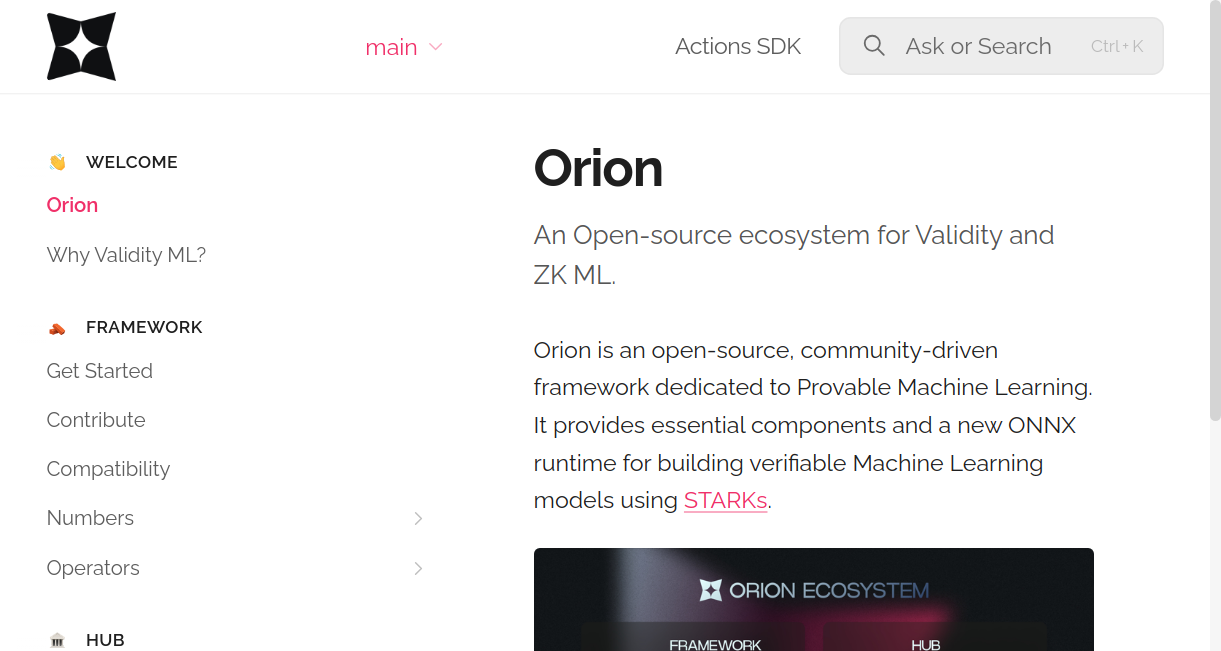 main
Actions SDK
Ask or Search
Ctrl+K
WELCOME
Orion
Why Validity ML?
FRAMEWORK
Get Started
Contribute
Compatibility
Numbers
Operators
HUB
Orion
An Open-source ecosystem for Validity and
ZK ML.
Orion is an open-source, community-driven
framework dedicated to Provable Machine Learning.
It provides essential components and a new ONNX
runtime for building verifiable Machine Learning
models using STARKs.
ORION ECOSYSTEM
FRAMEWORK
HUB